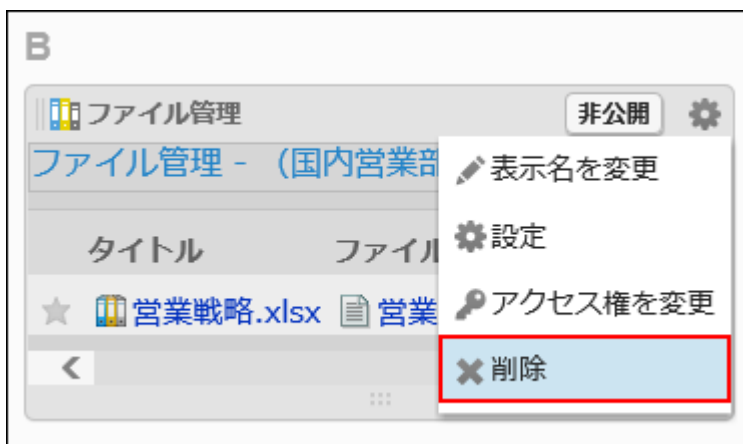 B
ファイル管理 非公開
ファイル管理 - (国内営業部
表示名を変更
設定
アクセス権を変更
削除
タイトル ファイル
営業戦略.xlsx 営業